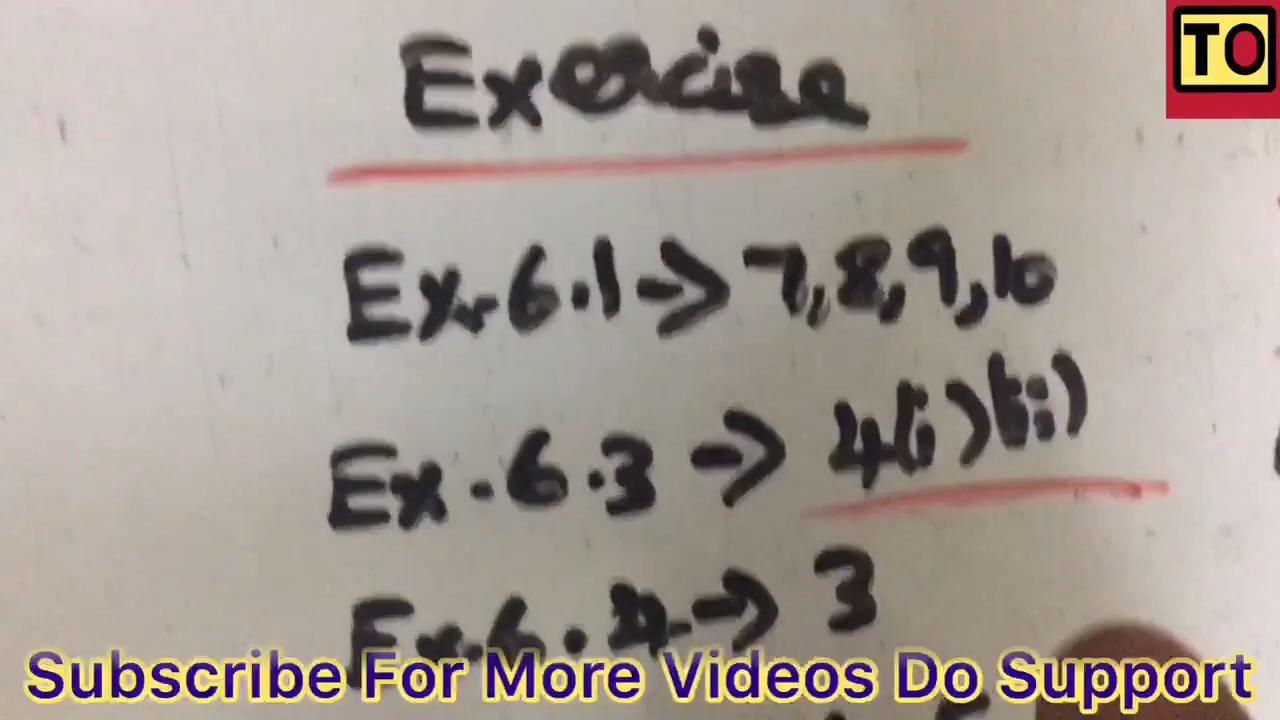 TO
Exercise
Ex. 6.1 → 7, 8, 9, 10
Ex. 6.3 → 4(i)(ii)
Ex. 6. → 3
Subscribe For More Videos Do Support